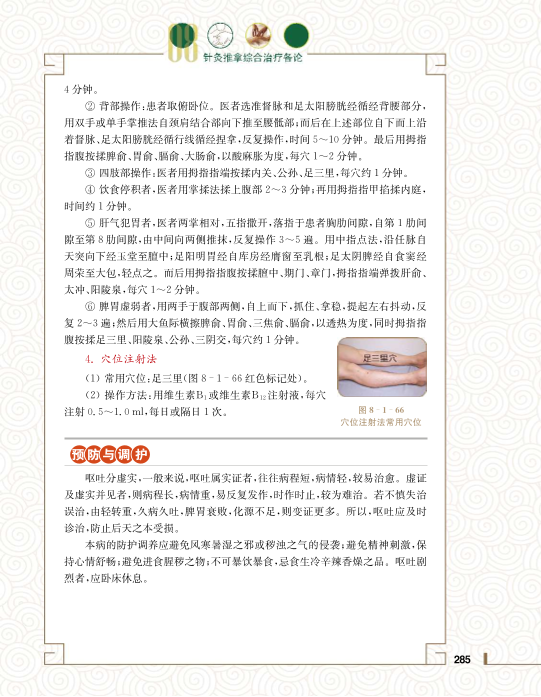 08
针灸推拿综合治疗各论
4 分钟。
② 背部操作:患者取俯卧位。医者选准督脉和足太阳膀胱经循经背腰部分,
用双手或单手掌推法自颈肩结合部向下推至腰骶部;而后在上述部位自下而上沿
着督脉、足太阳膀胱经循行线循经捏拿,反复操作,时间 5～10 分钟。最后用拇指
指腹按揉脾俞、胃俞、膈俞、大肠俞,以酸麻胀为度,每穴 1～2 分钟。
③ 四肢部操作:医者用拇指指端按揉内关、公孙、足三里,每穴约 1 分钟。
④ 饮食停积者,医者用掌揉法揉上腹部 2～3 分钟;再用拇指指甲掐揉内庭,
时间约 1 分钟。
⑤ 肝气犯胃者,医者两掌相对,五指撒开,落指于患者胸肋间隙,自第 1 肋间
隙至第 8 肋间隙,由中间向两侧推抹,反复操作 3～5 遍。用中指点法,沿任脉自
天突向下经玉堂至膻中;足阳明胃经自库房经膺窗至乳根;足太阴脾经自食窦经
周荣至大包,轻点之。而后用拇指指腹按揉膻中、期门、章门,拇指指端弹拨肝俞、
太冲、阳陵泉,每穴 1～2 分钟。
⑥ 脾胃虚弱者,用两手于腹部两侧,自上而下,抓住、拿稳,提起左右抖动,反
复 2～3 遍;然后用大鱼际横擦脾俞、胃俞、三焦俞、膈俞,以透热为度,同时拇指指
腹按揉足三里、阳陵泉、公孙、三阴交,每穴约 1 分钟。
4. 穴位注射法
(1) 常用穴位:足三里(图 8-1-66 红色标记处)。
(2) 操作方法:用维生素B₁或维生素B₁₂注射液,每穴
注射 0.5～1.0 ml,每日或隔日 1 次。
足三里穴
图 8-1-66
穴位注射法常用穴位
预防与调护
呕吐分虚实,一般来说,呕吐属实证者,往往病程短,病情轻,较易治愈。虚证
及虚实并见者,则病程长,病情重,易反复发作,时作时止,较为难治。若不慎失治
误治,由轻转重,久病久吐,脾胃衰败,化源不足,则变证更多。所以,呕吐应及时
诊治,防止后天之本受损。
本病的防护调养应避免风寒暑湿之邪或秽浊之气的侵袭;避免精神刺激,保
持心情舒畅;避免进食腥秽之物;不可暴饮暴食,忌食生冷辛辣香燥之品。呕吐剧
烈者,应卧床休息。
285